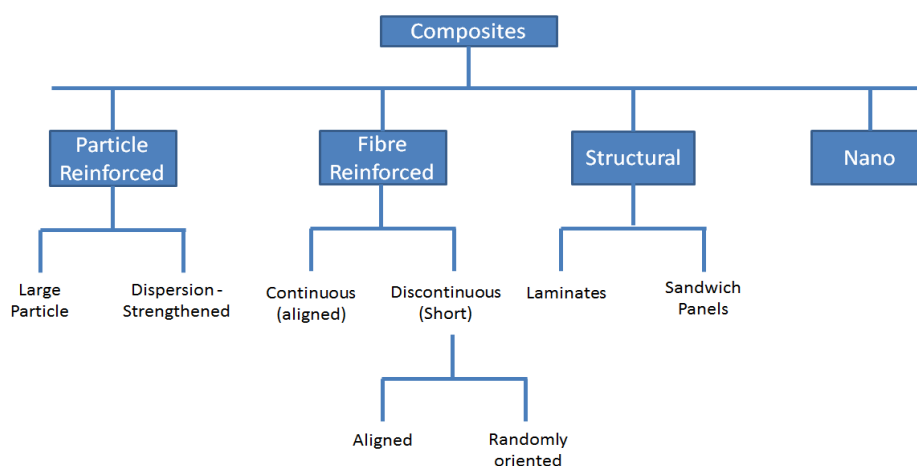 Composites
Particle
Reinforced
Fibre
Reinforced
Structural
Nano
Large
Particle
Dispersion -
Strengthened
Continuous
(aligned)
Discontinuous
(Short)
Laminates
Sandwich
Panels
Aligned
Randomly
oriented